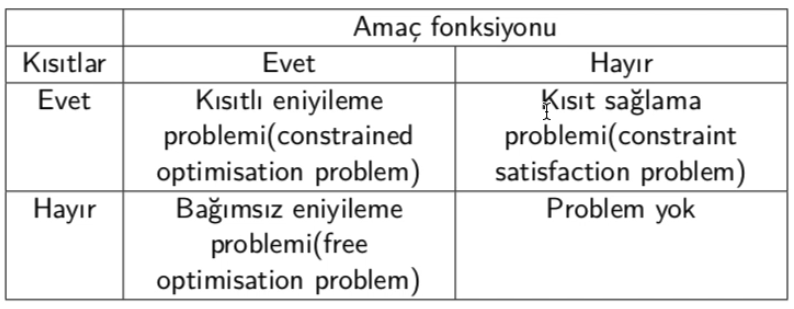 Amaç fonksiyonu
Kısıtlar Evet Hayır
Evet Kısıtlı eniyileme Kısıt sağlama
problemi(constrained problemi(constraint
optimisation problem) satisfaction problem)
Hayır Bağımsız eniyileme Problem yok
problemi(free
optimisation problem)